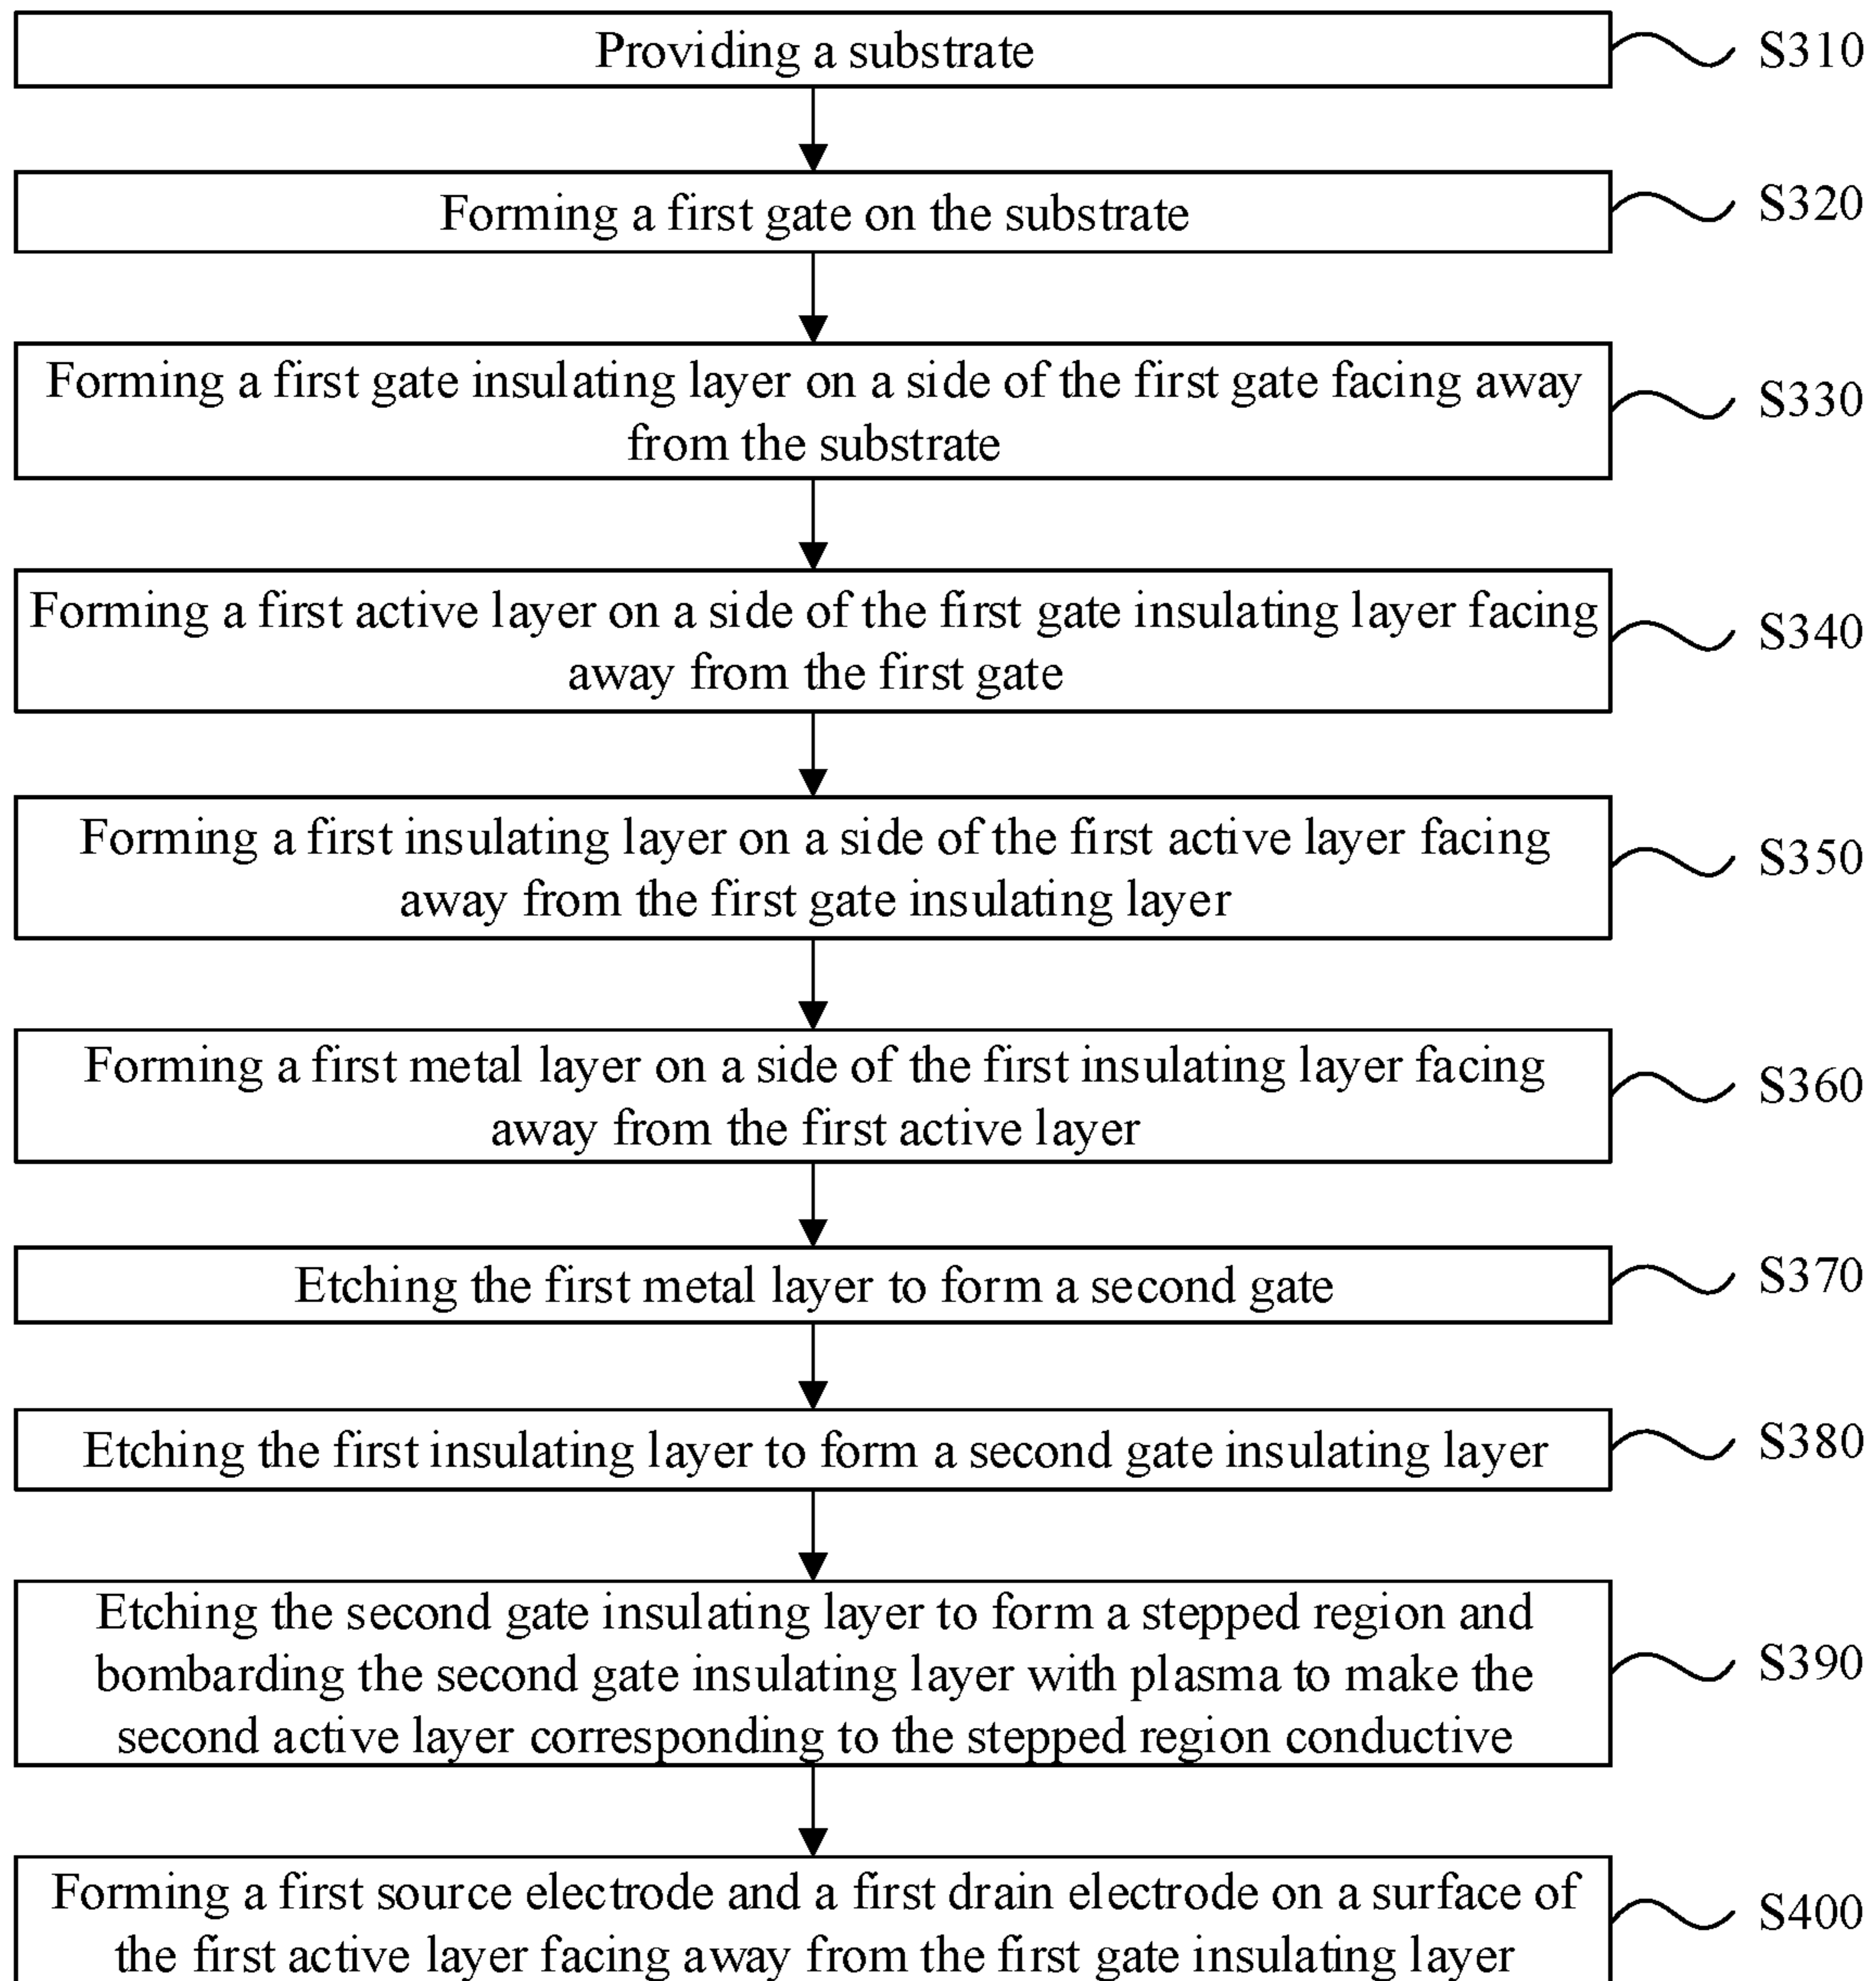 Providing a substrate
S310
Forming a first gate on the substrate
S320
Forming a first gate insulating layer on a side of the first gate facing away
from the substrate
S330
Forming a first active layer on a side of the first gate insulating layer facing
away from the first gate
S340
Forming a first insulating layer on a side of the first active layer facing
away from the first gate insulating layer
S350
Forming a first metal layer on a side of the first insulating layer facing
away from the first active layer
S360
Etching the first metal layer to form a second gate
S370
Etching the first insulating layer to form a second gate insulating layer
S380
Etching the second gate insulating layer to form a stepped region and
bombarding the second gate insulating layer with plasma to make the
second active layer corresponding to the stepped region conductive
S390
Forming a first source electrode and a first drain electrode on a surface of
the first active layer facing away from the first gate insulating layer
S400